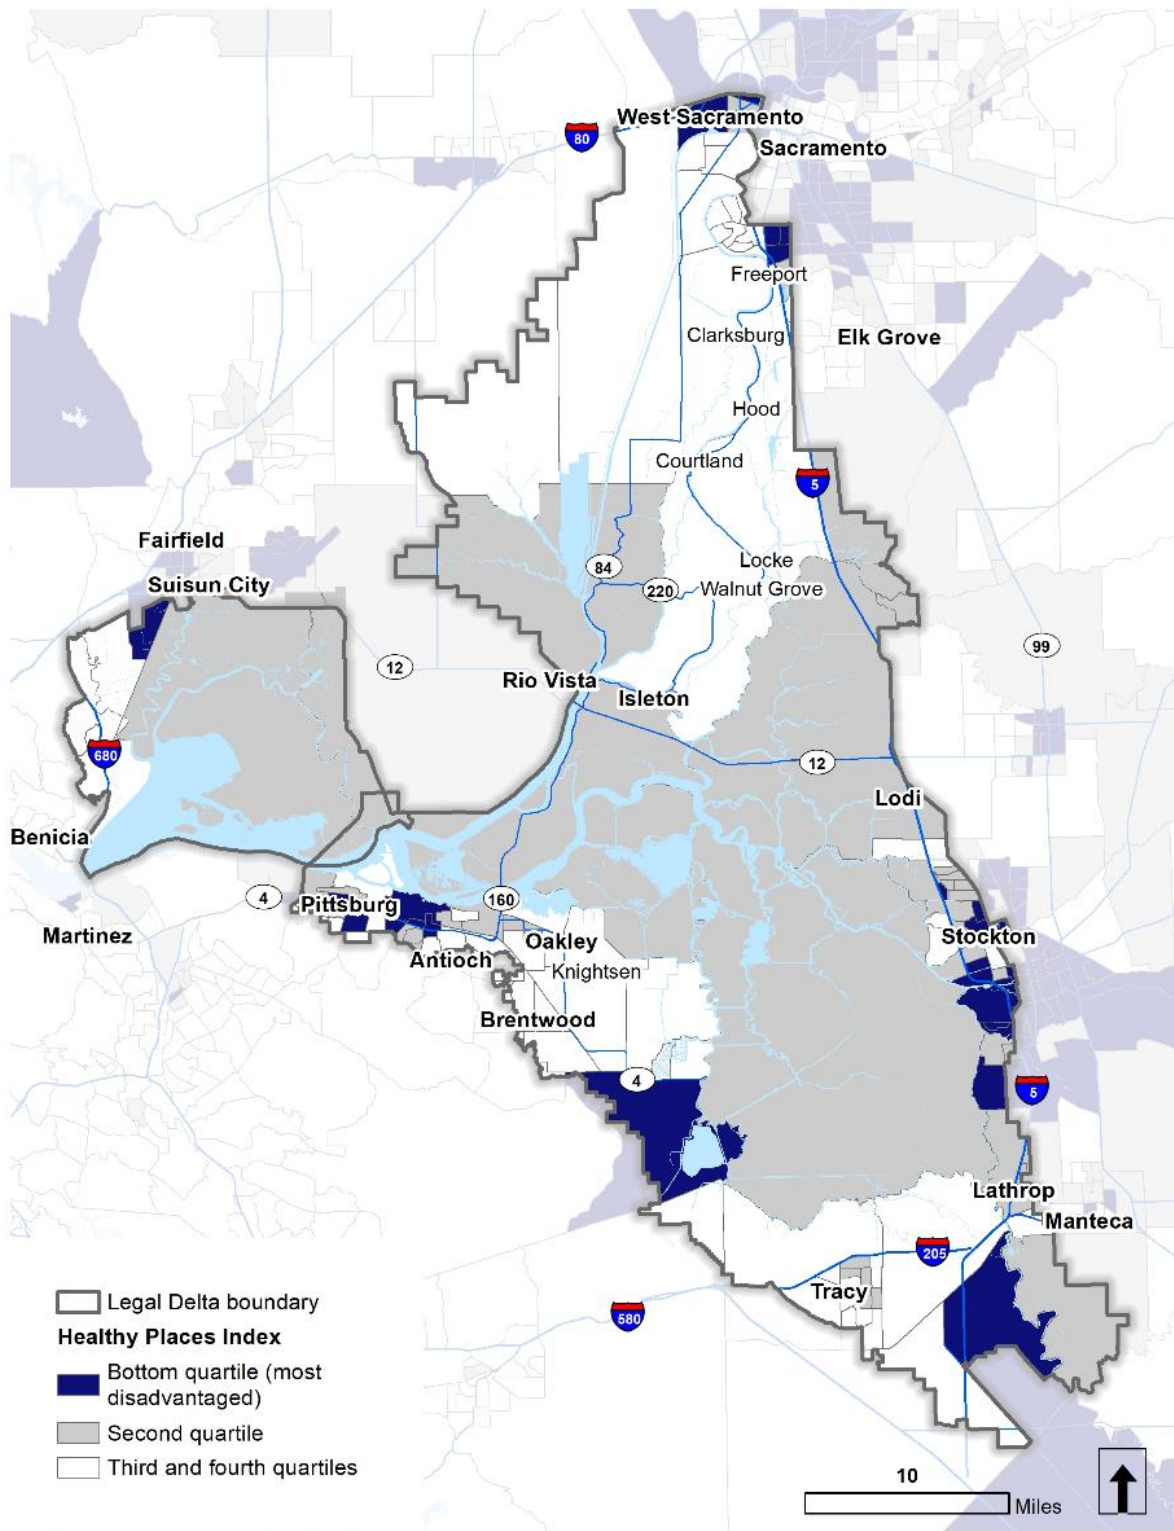 West Sacramento
80
Sacramento
Freeport
Clarksburg
Elk Grove
Hood
Courtland
5
Fairfield
Locke
84
Suisun City
220
Walnut Grove
99
12
Rio Vista
Isleton
680
12
Lodi
Benicia
4
Pittsburg
160
Martinez
Stockton
Oakley
Antioch
Knightsen
Brentwood
4
5
Lathrop
Manteca
205
Tracy
580
Legal Delta boundary
Healthy Places Index
Bottom quartile (most
disadvantaged)
Second quartile
Third and fourth quartiles
10
Miles